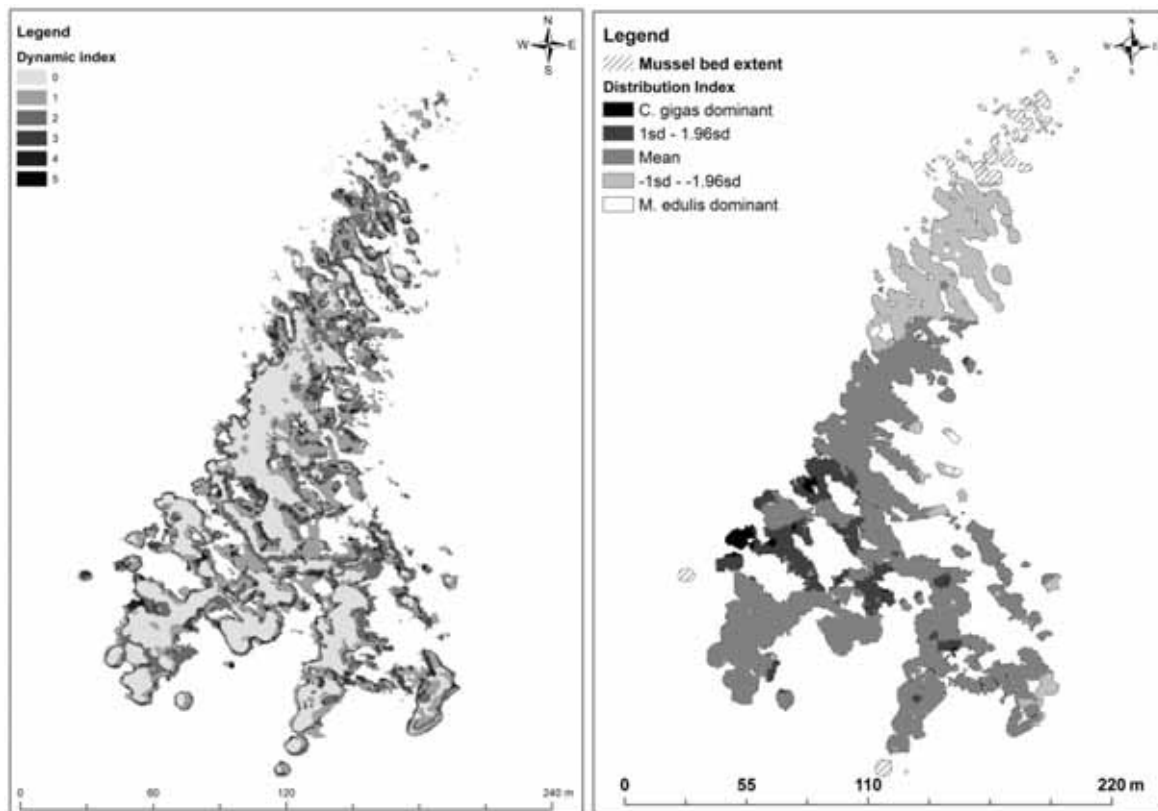 Legend
Dynamic index
0
1
2
3
4
5
N
W E
S
0 60 120 240 m
Legend
Mussel bed extent
Distribution Index
C. gigas dominant
1sd - 1.96sd
Mean
-1sd - -1.96sd
M. edulis dominant
N
W E
S
0 55 110 220 m